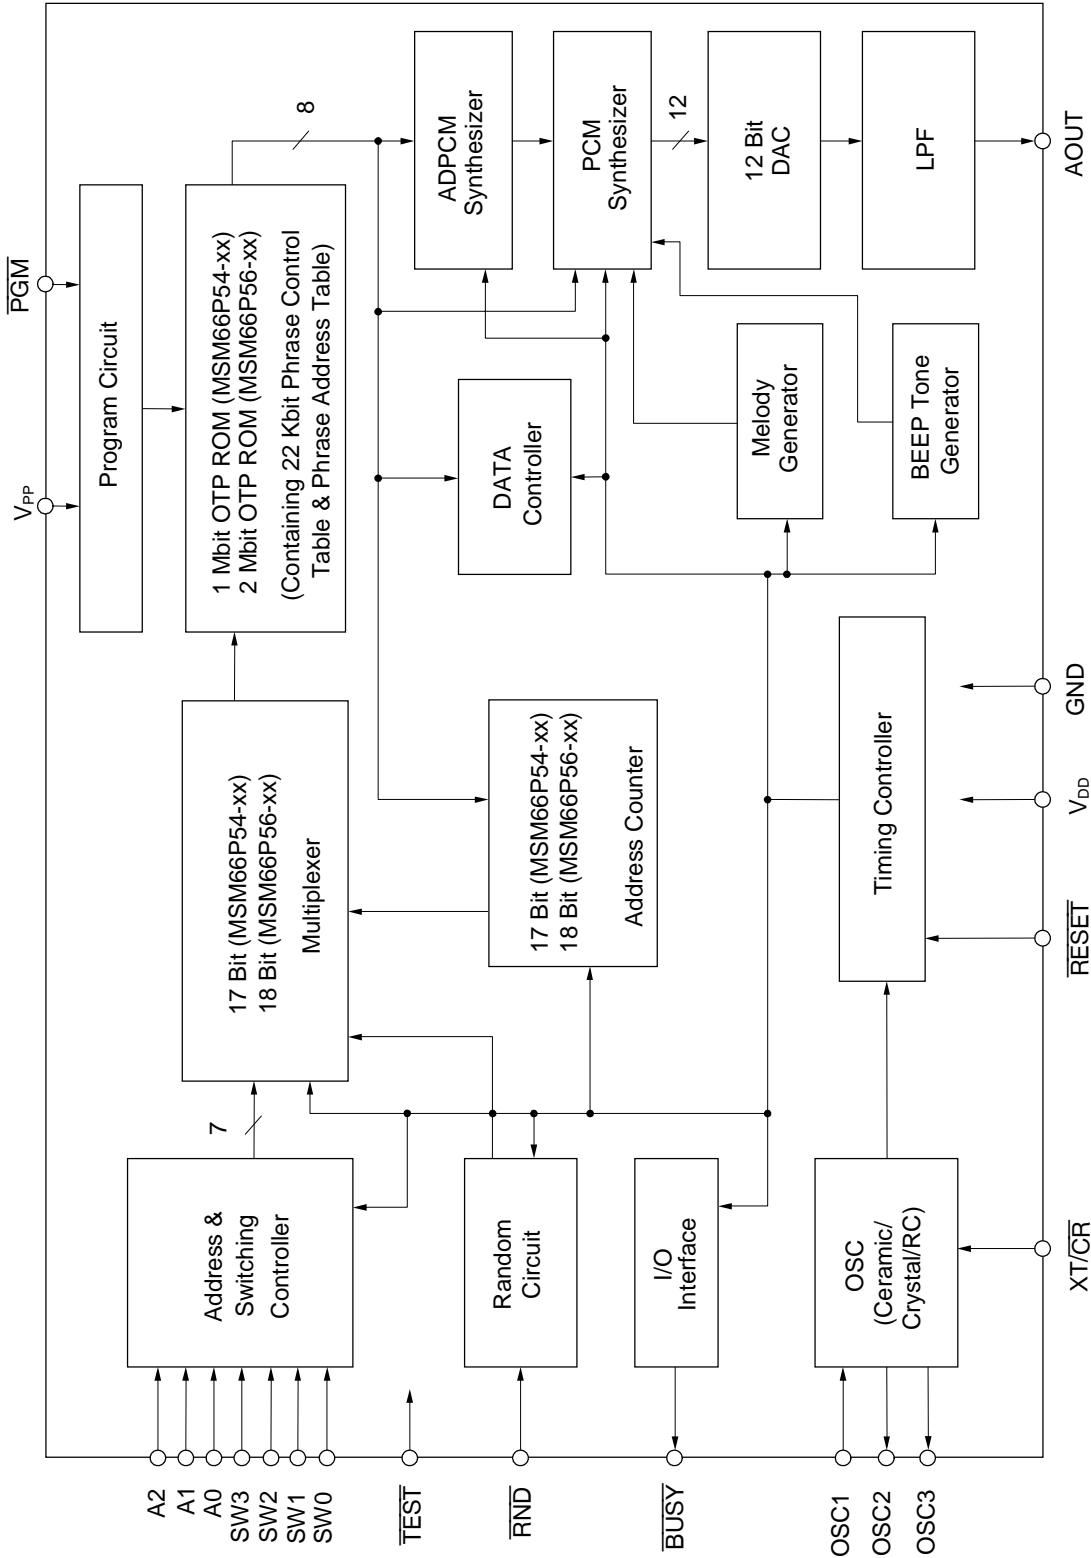 A2
A1
A0
SW3
SW2
SW1
SW0
TEST
RND
BUSY
OSC1
OSC2
OSC3
Address &
Switching
Controller
7
Random
Circuit
I/O
Interface
OSC
(Ceramic/
Crystal/RC)
XT/CR
17 Bit (MSM66P54-xx)
18 Bit (MSM66P56-xx)
Multiplexer
17 Bit (MSM66P54-xx)
18 Bit (MSM66P56-xx)
Address Counter
Timing Controller
RESET
VDD
GND
VPP
PGM
Program Circuit
1 Mbit OTP ROM (MSM66P54-xx)
2 Mbit OTP ROM (MSM66P56-xx)
(Containing 22 Kbit Phrase Control
Table & Phrase Address Table)
8
DATA
Controller
Melody
Generator
BEEP Tone
Generator
ADPCM
Synthesizer
PCM
Synthesizer
12
12 Bit
DAC
LPF
AOUT